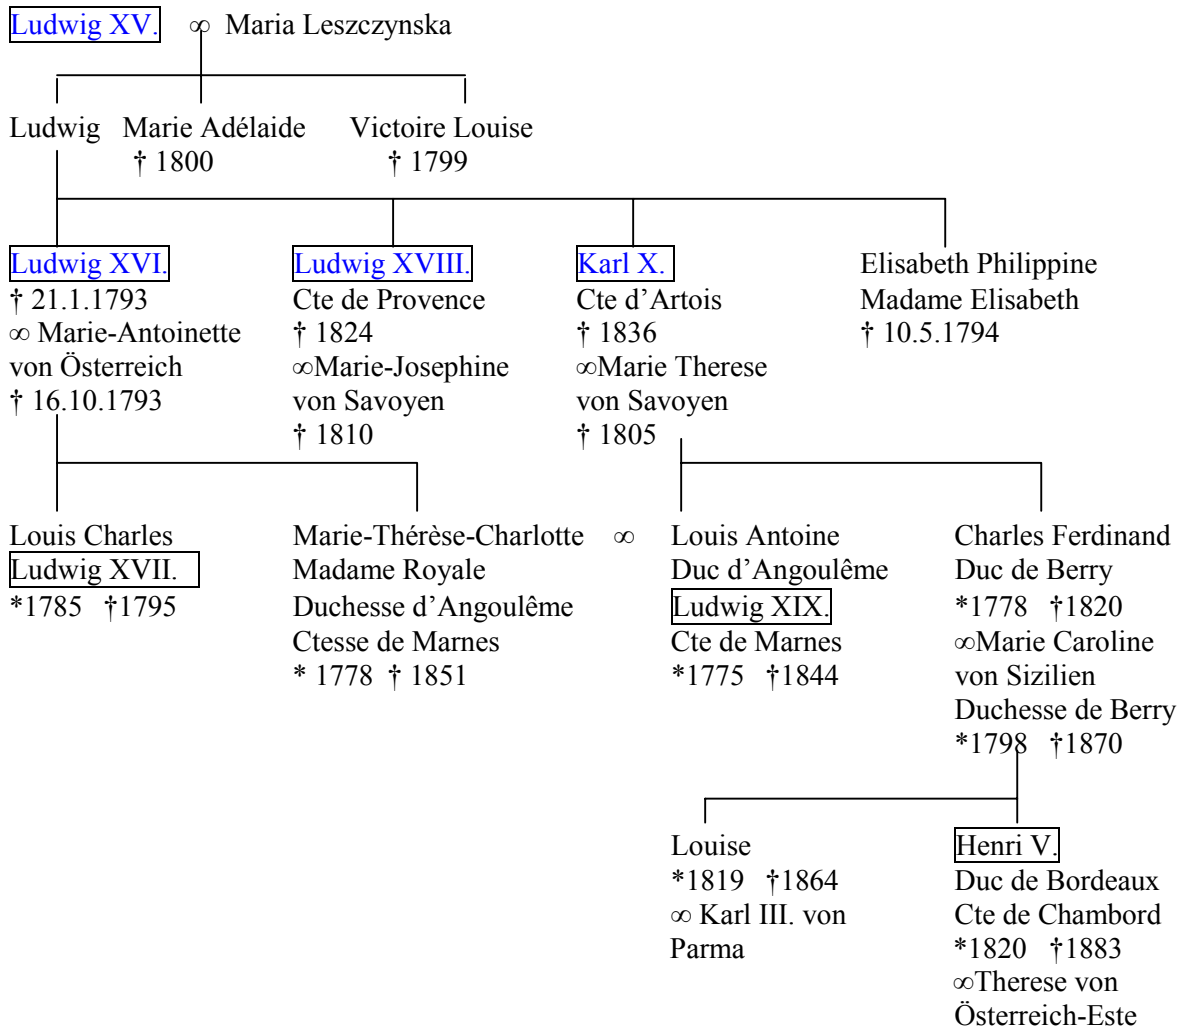 Ludwig XV. ∞ Maria Leszczynska
Ludwig Marie Adélaide Victoire Louise
† 1800 † 1799
Ludwig XVI. Ludwig XVIII. Karl X. Elisabeth Philippine
† 21.1.1793 Cte de Provence Cte d’Artois Madame Elisabeth
∞ Marie-Antoinette † 1824 † 1836 † 10.5.1794
von Österreich ∞Marie-Josephine ∞Marie Therese
† 16.10.1793 von Savoyen von Savoyen
† 1810 † 1805
Louis Charles Marie-Thérèse-Charlotte ∞ Louis Antoine Charles Ferdinand
Ludwig XVII. Madame Royale Duc d’Angoulême Duc de Berry
*1785 †1795 Duchesse d’Angoulême Ludwig XIX. *1778 †1820
Ctesse de Marnes Cte de Marnes ∞Marie Caroline
* 1778 † 1851 *1775 †1844 von Sizilien
Duchesse de Berry
*1798 †1870
Louise Henri V.
*1819 †1864 Duc de Bordeaux
∞ Karl III. von Cte de Chambord
Parma *1820 †1883
∞Therese von
Österreich-Este